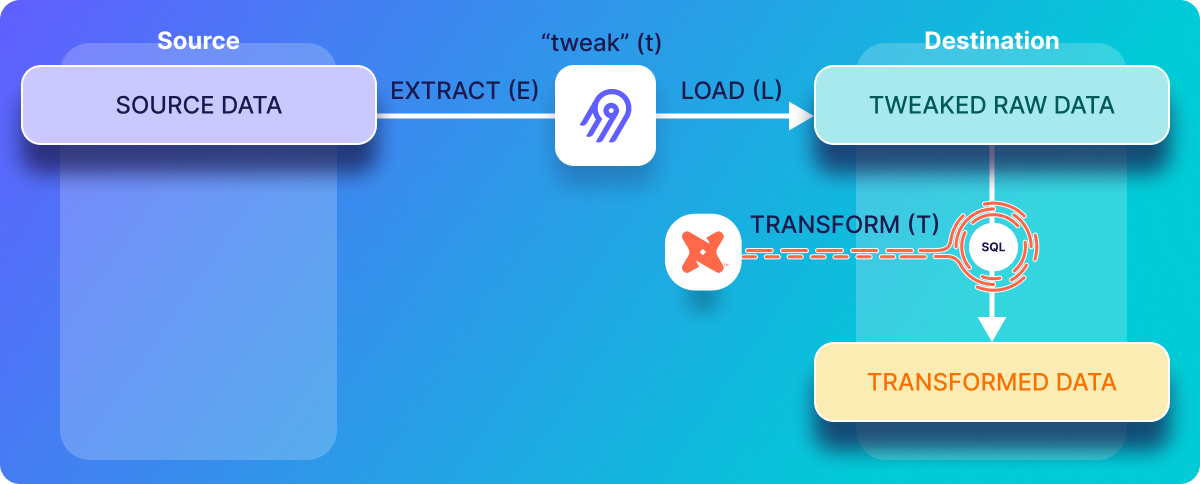 Source
“tweak” (t)
Destination
SOURCE DATA
EXTRACT (E)
LOAD (L)
TWEAKED RAW DATA
TRANSFORM (T)
SQL
TRANSFORMED DATA